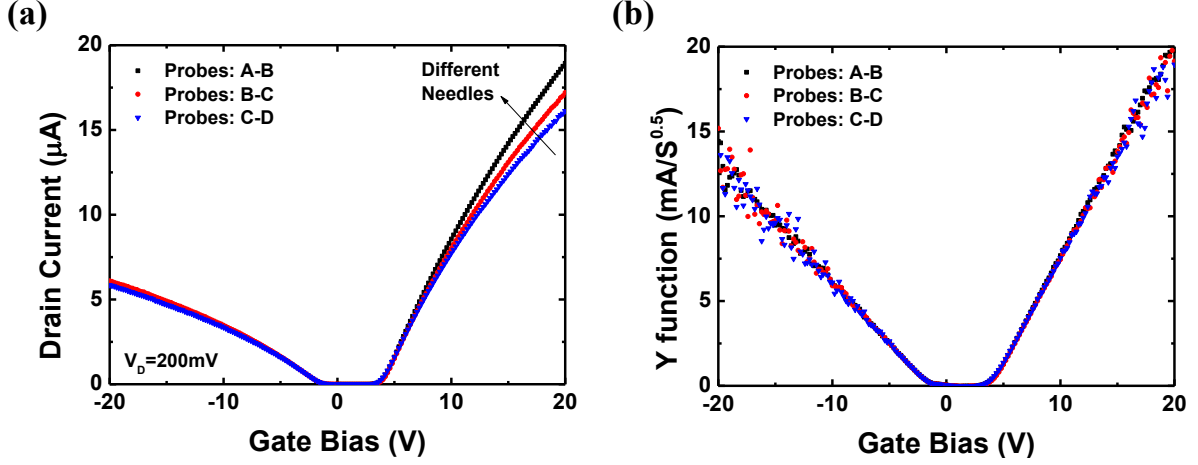 (a)
20
15
10
5
0
Drain Current (μA)
Probes: A-B
Probes: B-C
Probes: C-D
Different
Needles
V_D=200mV
-20 -10 0 10 20
Gate Bias (V)
(b)
20
15
10
5
0
Y function (mA/S^0.5)
Probes: A-B
Probes: B-C
Probes: C-D
-20 -10 0 10 20
Gate Bias (V)